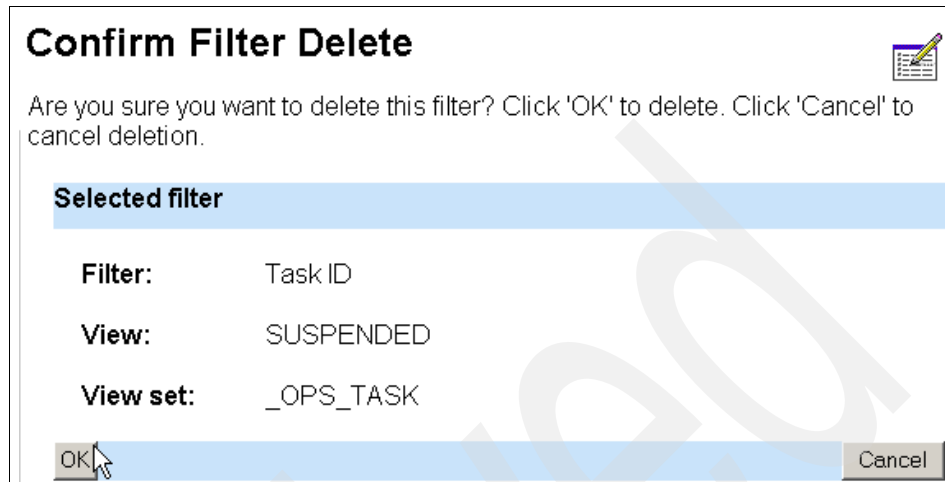 Confirm Filter Delete
Are you sure you want to delete this filter? Click 'OK' to delete. Click 'Cancel' to
cancel deletion.
Selected filter
Filter: Task ID
View: SUSPENDED
View set: _OPS_TASK
OK Cancel